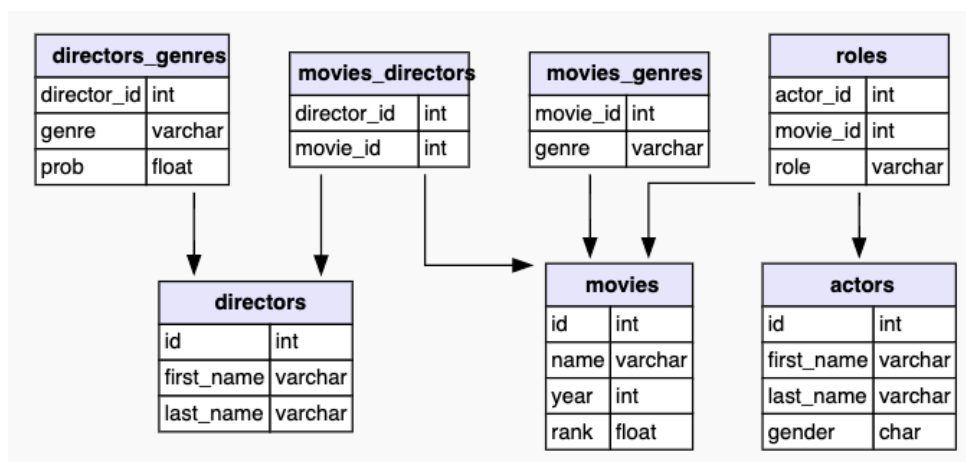 directors_genres
director_id int
genre varchar
prob float
movies_directors
director_id int
movie_id int
movies_genres
movie_id int
genre varchar
roles
actor_id int
movie_id int
role varchar
directors
id int
first_name varchar
last_name varchar
movies
id int
name varchar
year int
rank float
actors
id int
first_name varchar
last_name varchar
gender char